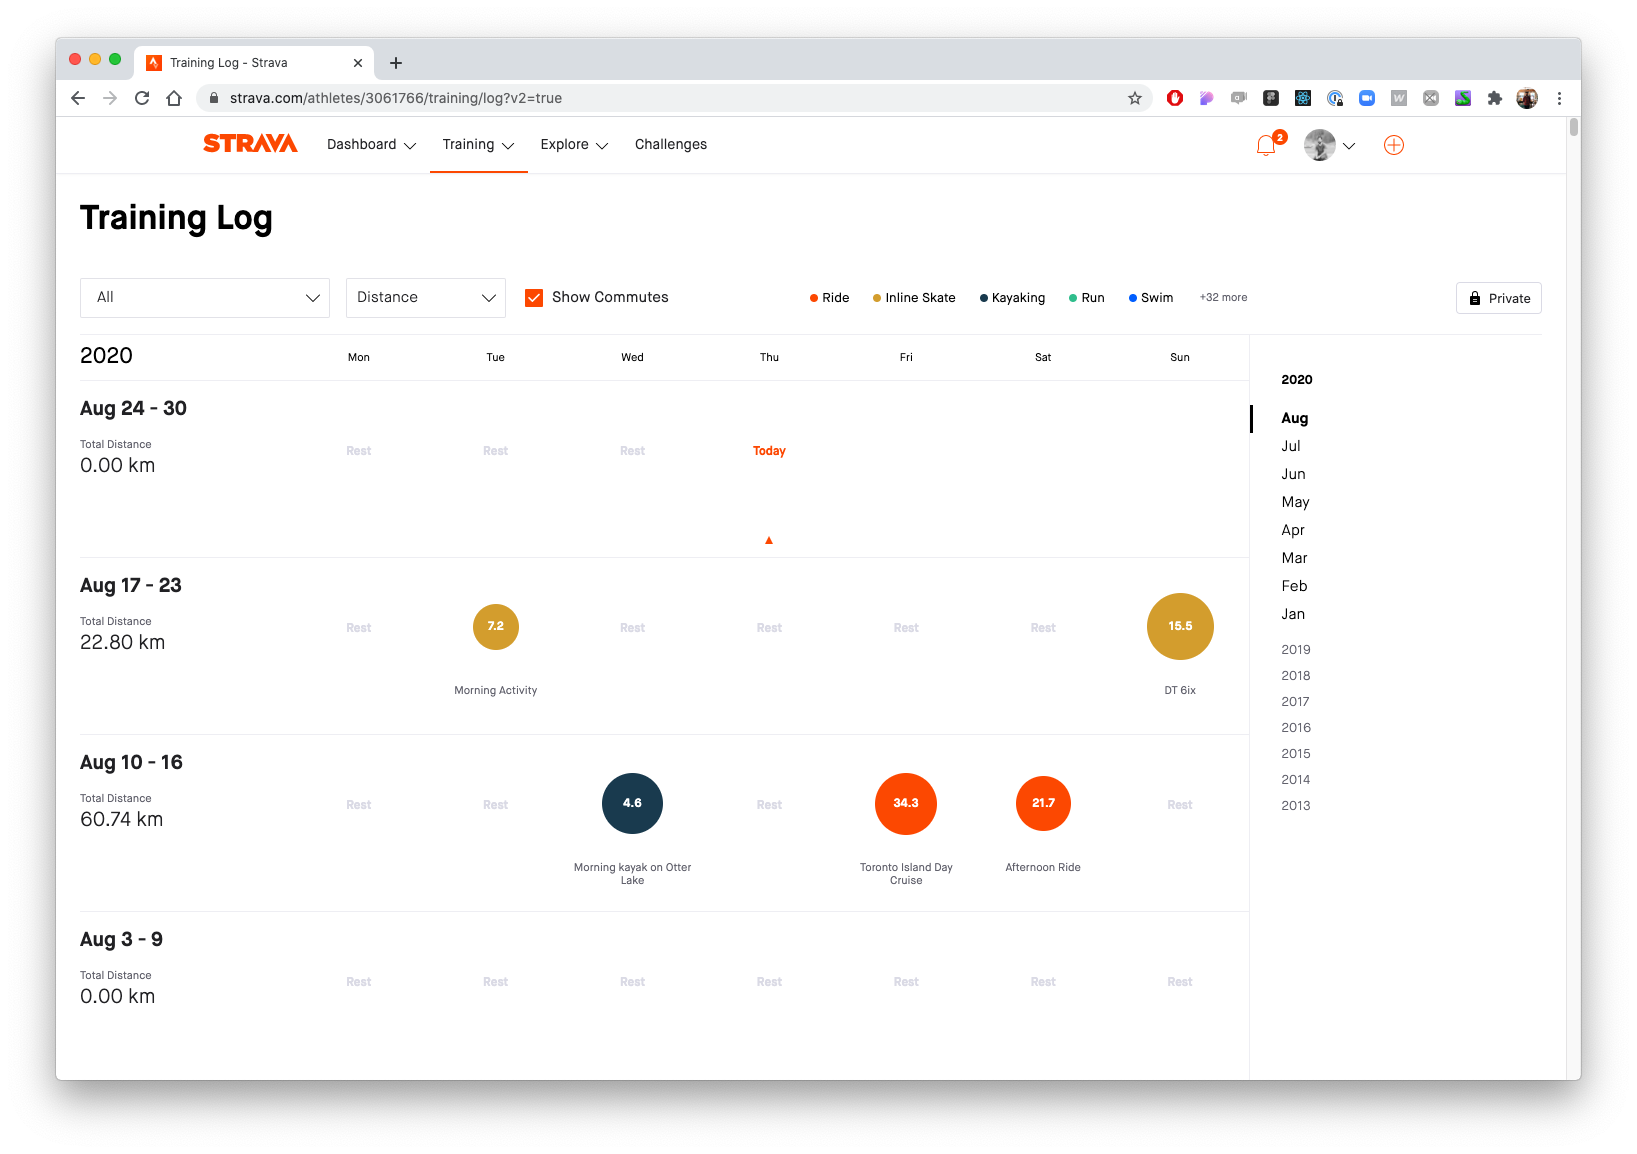 Training Log - Strava
strava.com/athletes/3061766/training/log?v2=true
STRAVA
Dashboard
Training
Explore
Challenges
2
Training Log
All
Distance
Show Commutes
Ride
Inline Skate
Kayaking
Run
Swim
+32 more
Private
2020
Mon
Tue
Wed
Thu
Fri
Sat
Sun
Aug 24 - 30
Total Distance
0.00 km
Rest
Rest
Rest
Today
Aug 17 - 23
Total Distance
22.80 km
Rest
7.2
Morning Activity
Rest
Rest
Rest
Rest
15.5
DT 6ix
Aug 10 - 16
Total Distance
60.74 km
Rest
Rest
4.6
Morning kayak on Otter
Lake
Rest
34.3
Toronto Island Day
Cruise
21.7
Afternoon Ride
Rest
Aug 3 - 9
Total Distance
0.00 km
Rest
Rest
Rest
Rest
Rest
Rest
Rest
2020
Aug
Jul
Jun
May
Apr
Mar
Feb
Jan
2019
2018
2017
2016
2015
2014
2013